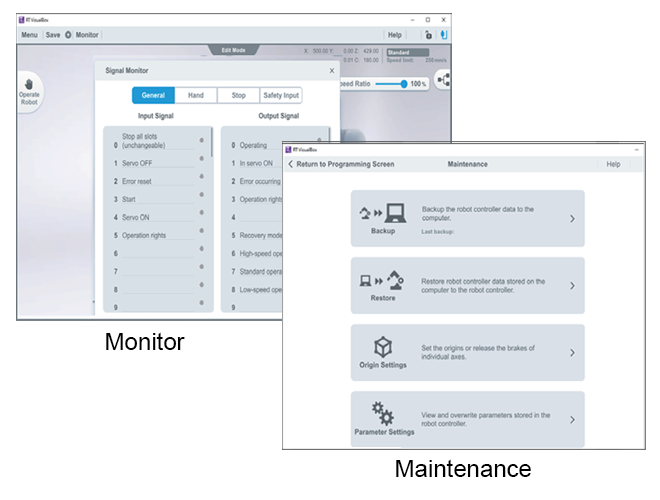 RT VisualBox
Menu Save Monitor Help
Edit Mode
X: 500.00 Y: 0.00 Z: 429.00 Standard
0.01 C: 180.00 Speed limit: 250 mm/s
Operate
Robot
Speed Ratio 100%
Signal Monitor X
General Hand Stop Safety Input
Input Signal Output Signal
Stop all slots
0 (unchangeable) 0 Operating
1 Servo OFF 1 In servo ON
2 Error reset 2 Error occurring
3 Start 3 Operation rights
4 Servo ON 4
5 Operation rights 5 Recovery mode
6 6 High-speed ope
7 7 Standard opera
8 8 Low-speed ope
9 9
Monitor
RT VisualBox
Return to Programming Screen Maintenance Help
Backup the robot controller data to the
computer.
Backup Last backup:
Restore robot controller data stored on the
computer to the robot controller.
Restore
Set the origins or release the brakes of
individual axes.
Origin Settings
View and overwrite parameters stored in the
robot controller.
Parameter Settings
Maintenance